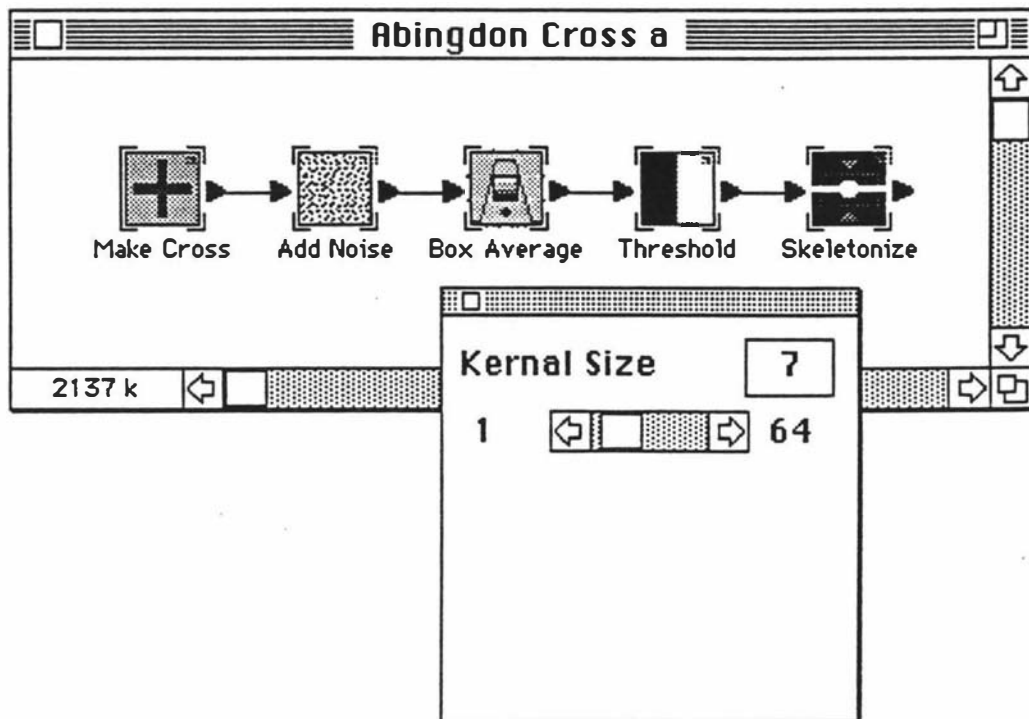 Abingdon Cross a
Make Cross Add Noise Box Average Threshold Skeletonize
Kernal Size 7
2137 k
1 64